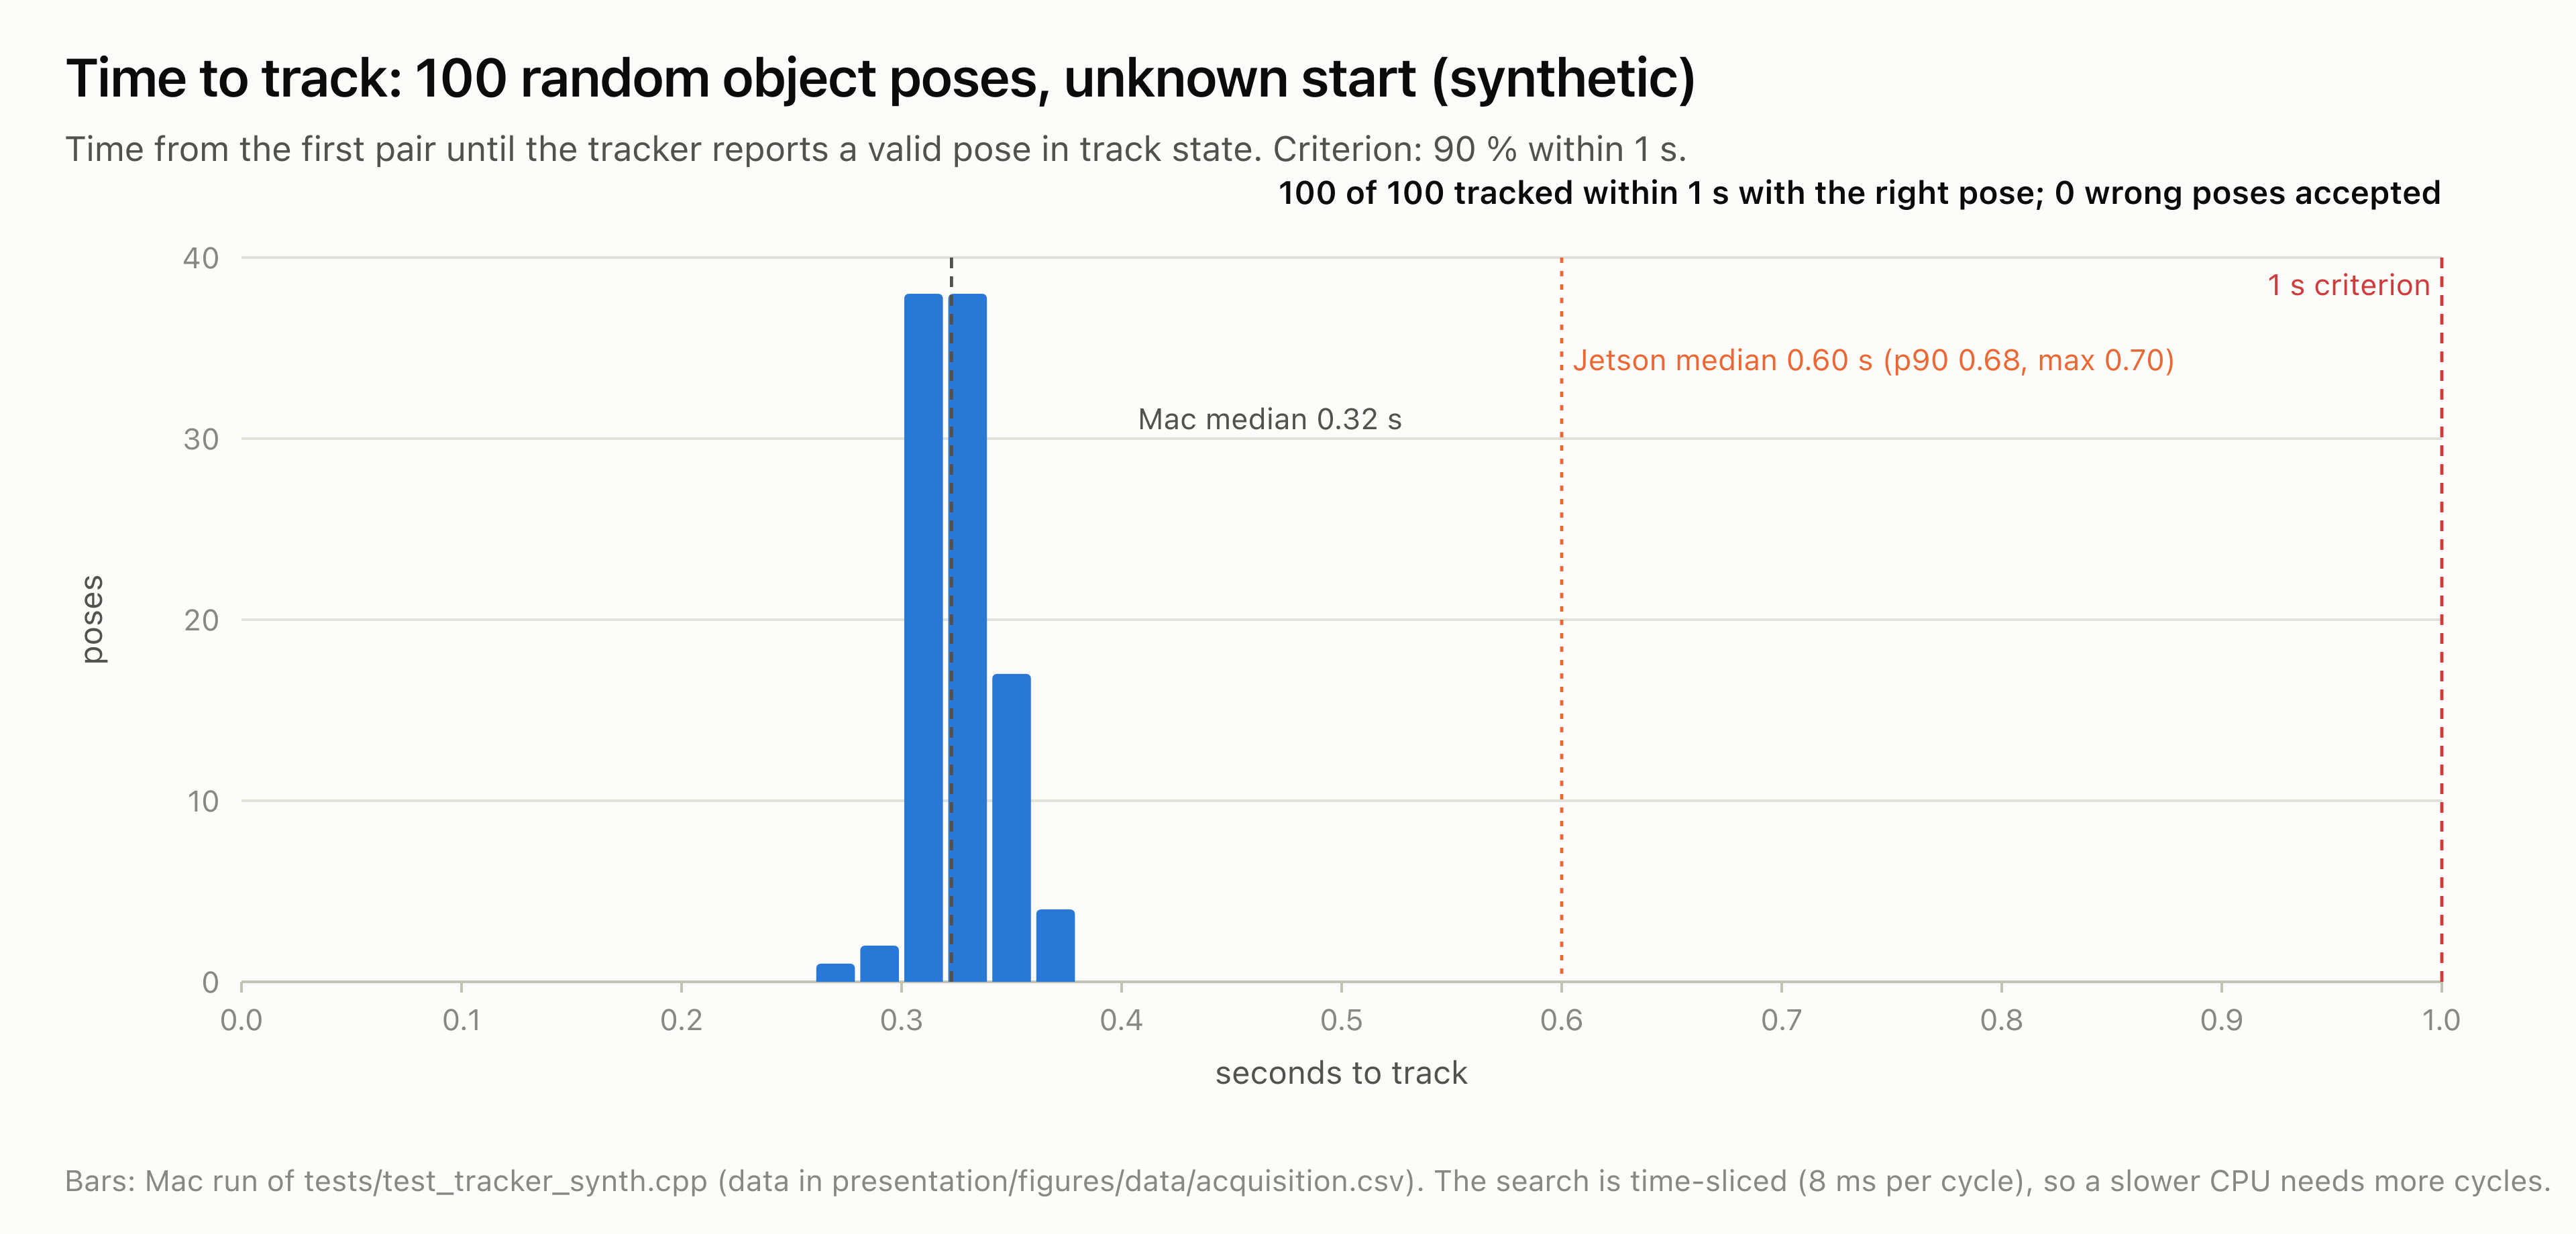 Time to track: 100 random object poses, unknown start (synthetic)
Time from the first pair until the tracker reports a valid pose in track state. Criterion: 90 % within 1 s.
100 of 100 tracked within 1 s with the right pose; 0 wrong poses accepted
40
1 s criterion
Jetson median 0.60 s (p90 0.68, max 0.70)
Mac median 0.32 s
30
20
poses
10
0
0.0 0.1 0.2 0.3 0.4 0.5 0.6 0.7 0.8 0.9 1.0
seconds to track
Bars: Mac run of tests/test_tracker_synth.cpp (data in presentation/figures/data/acquisition.csv). The search is time-sliced (8 ms per cycle), so a slower CPU needs more cycles.